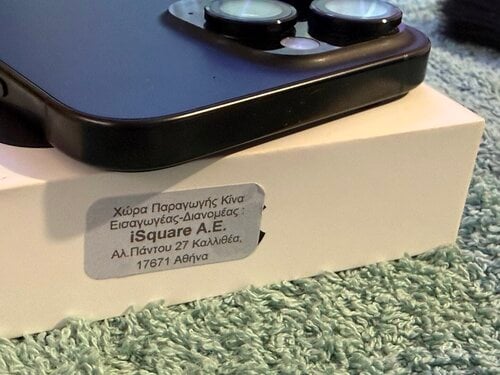 Χώρα Παραγωγής Κίνα
Εισαγωγέας-Διανομέας :
iSquare A.E.
Αλ.Πάντου 27 Καλλιθέα,
17671 Αθήνα